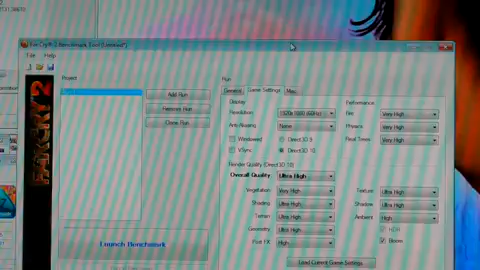 Far Cry® 2 Benchmark Tool [Untitled*]
File Help
FARCRY 2
Project
Add Run
Remove Run
Clone Run
Launch Benchmark
Run
General Game Settings Misc
Display
Resolution 1920x1080 (60Hz)
Anti-Aliasing None
Windowed Direct3D 9
VSync Direct3D 10
Performance
Fire Very High
Physics Very High
Real Trees Very High
Render Quality (Direct3D 10)
Overall Quality Ultra High
Vegetation Very High
Shading Ultra High
Terrain Ultra High
Geometry Ultra High
Post FX High
Texture Ultra High
Shadow Ultra High
Ambient High
HDR
Bloom
Load Current Game Settings